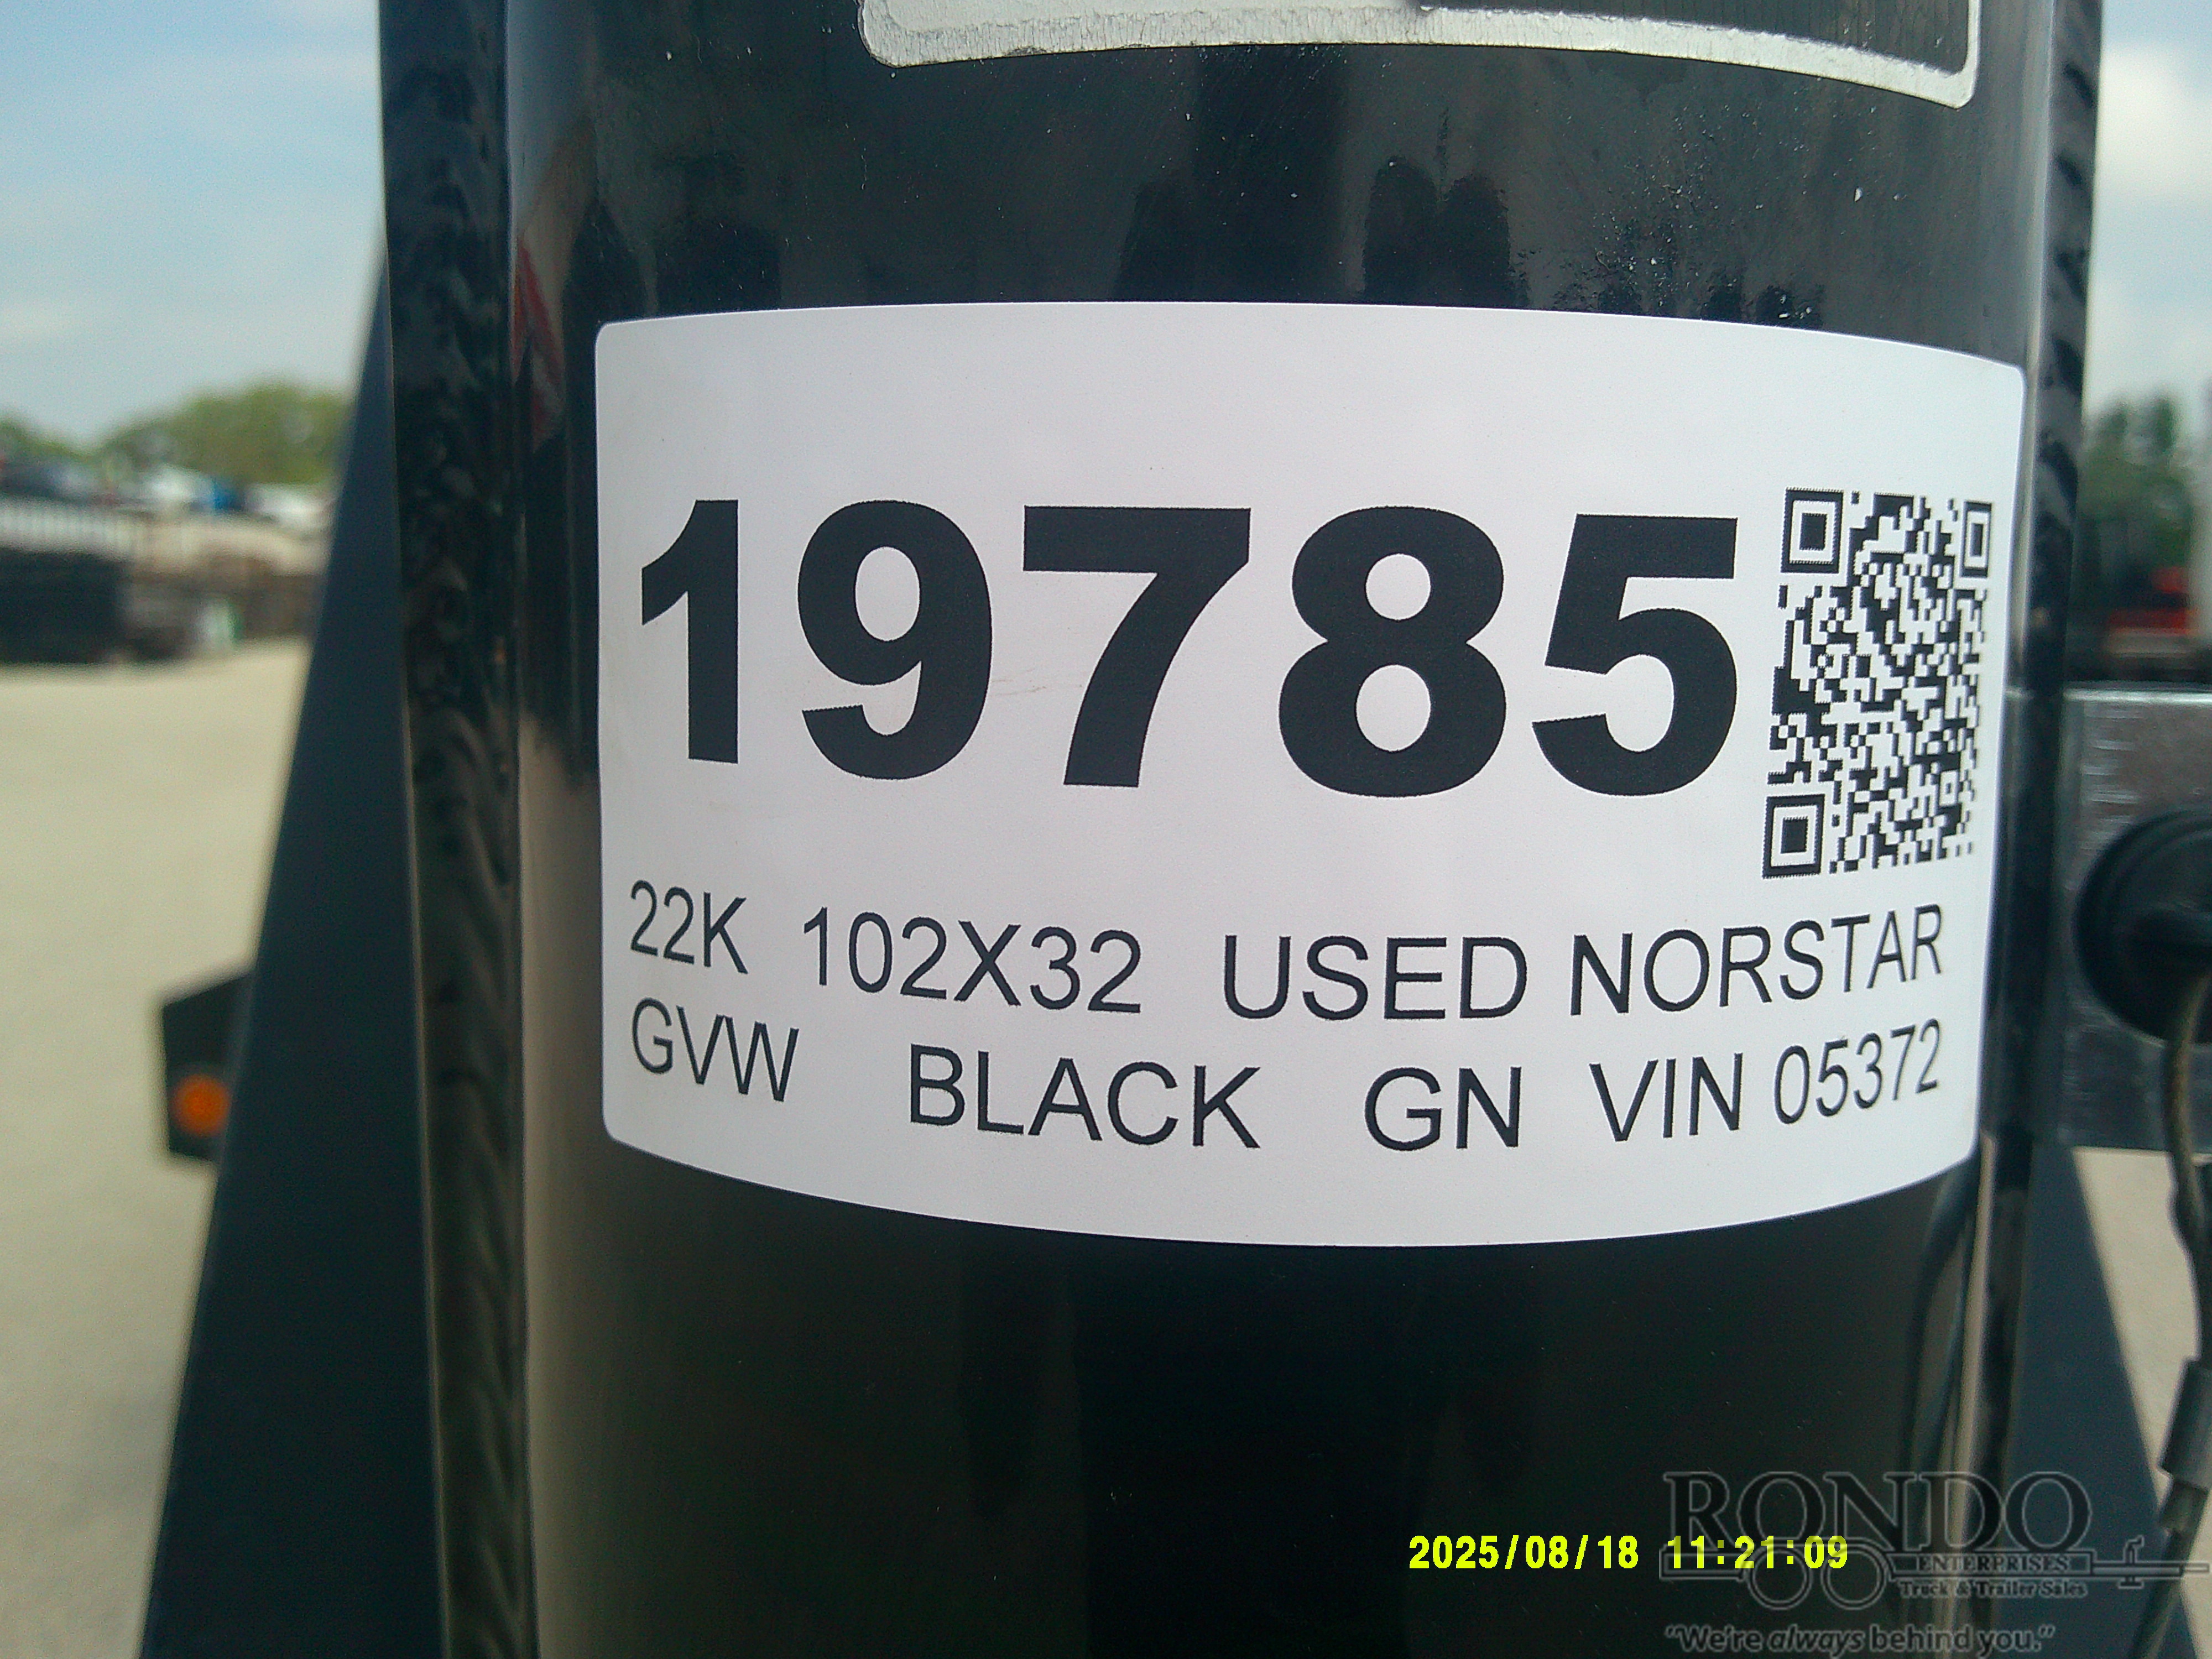 19785
22K 102X32 USED NORSTAR
GVW BLACK GN VIN 05372
2025/08/18 11:21:09
RONDO
ENTERPRISES
Truck & Trailer Sales
"We're always behind you."